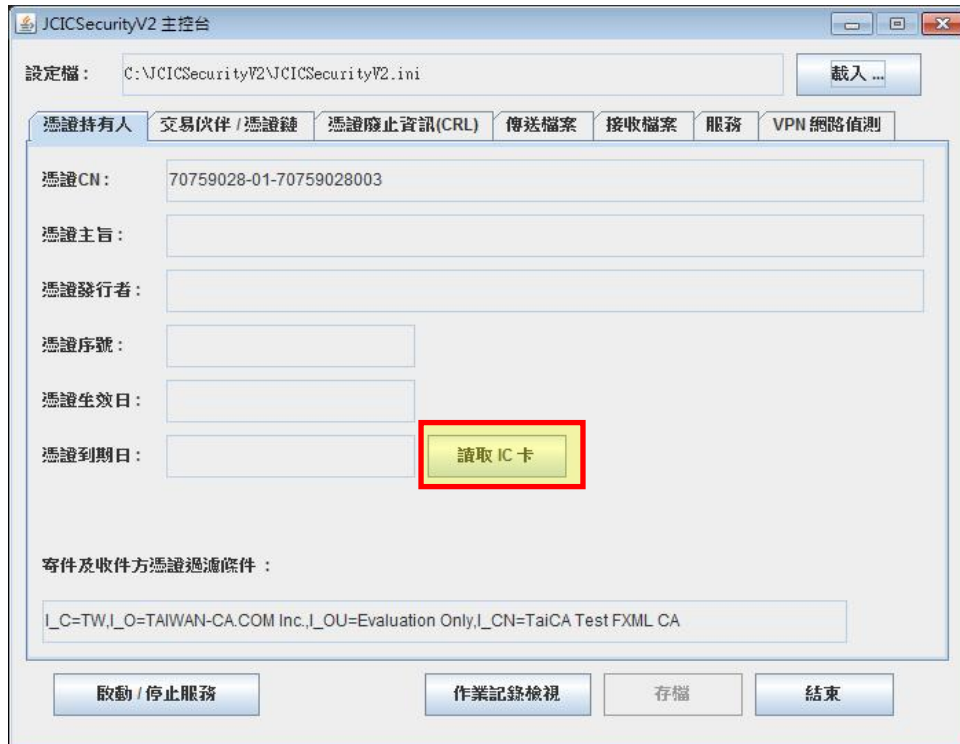 JCICSecurityV2 主控台
設定檔： C:\JCICSecurityV2\JCICSecurityV2.ini 載入 ...
憑證持有人 交易伙伴 / 憑證鏈 憑證廢止資訊(CRL) 傳送檔案 接收檔案 服務 VPN 網路偵測
憑證CN： 70759028-01-70759028003
憑證主旨：
憑證發行者：
憑證序號：
憑證生效日：
憑證到期日： 讀取 IC 卡
寄件及收件方憑證過濾條件 ：
I_C=TW,I_O=TAIWAN-CA.COM Inc.,I_OU=Evaluation Only,I_CN=TaiCA Test FXML CA
啟動 / 停止服務 作業記錄檢視 存檔 結束